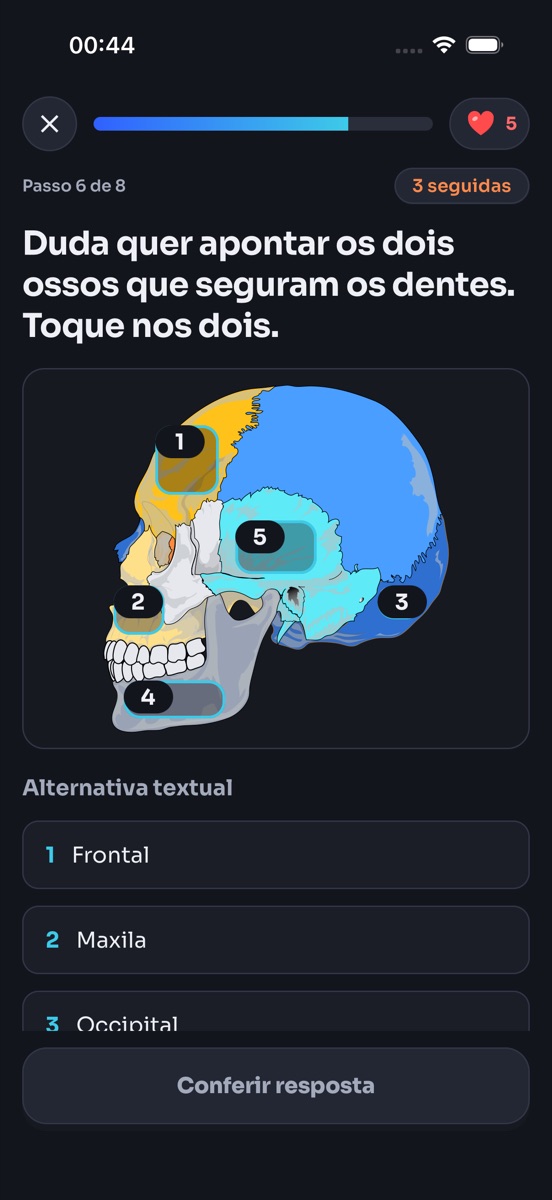 00:44
5
Passo 6 de 8
3 seguidas
Duda quer apontar os dois
ossos que seguram os dentes.
Toque nos dois.
1
5
2
3
4
Alternativa textual
1 Frontal
2 Maxila
3 Occipital
Conferir resposta